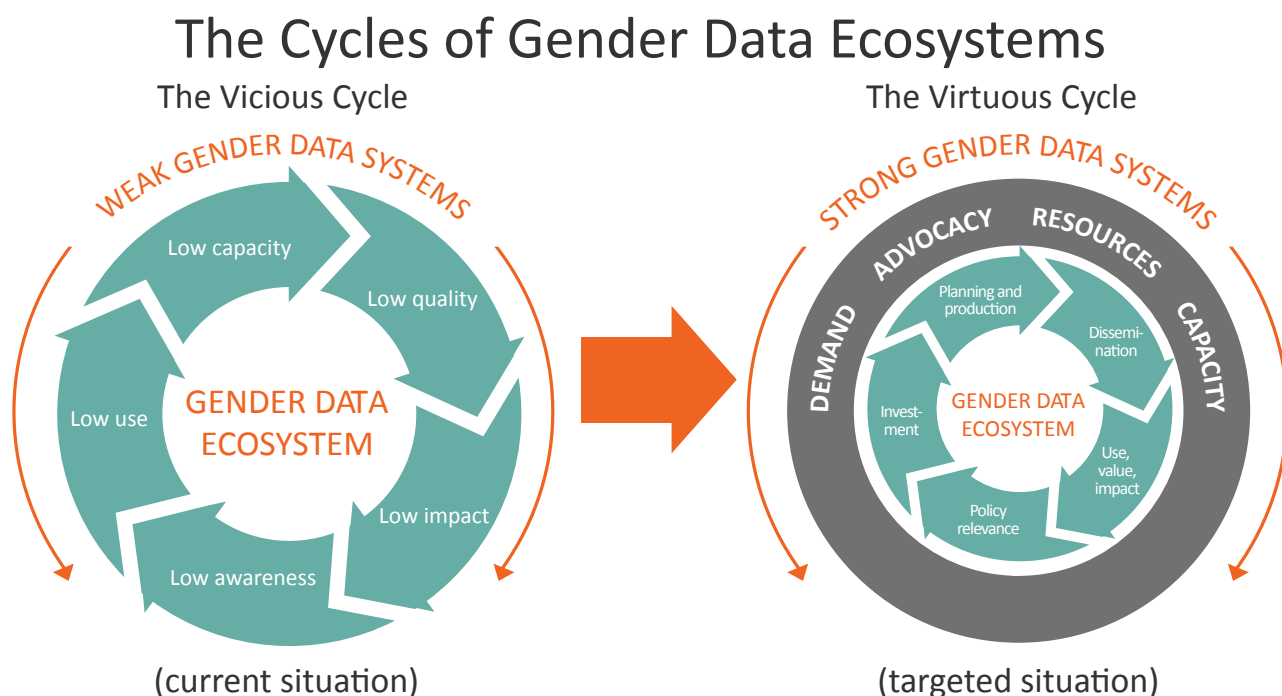 The Cycles of Gender Data Ecosystems
The Vicious Cycle
WEAK GENDER DATA SYSTEMS
Low capacity
Low quality
Low impact
Low awareness
Low use
GENDER DATA
ECOSYSTEM
(current situation)
The Virtuous Cycle
STRONG GENDER DATA SYSTEMS
DEMAND
ADVOCACY
RESOURCES
CAPACITY
Planning and
production
Dissemi-
nation
Use,
value,
impact
Policy
relevance
Invest-
ment
GENDER DATA
ECOSYSTEM
(targeted situation)